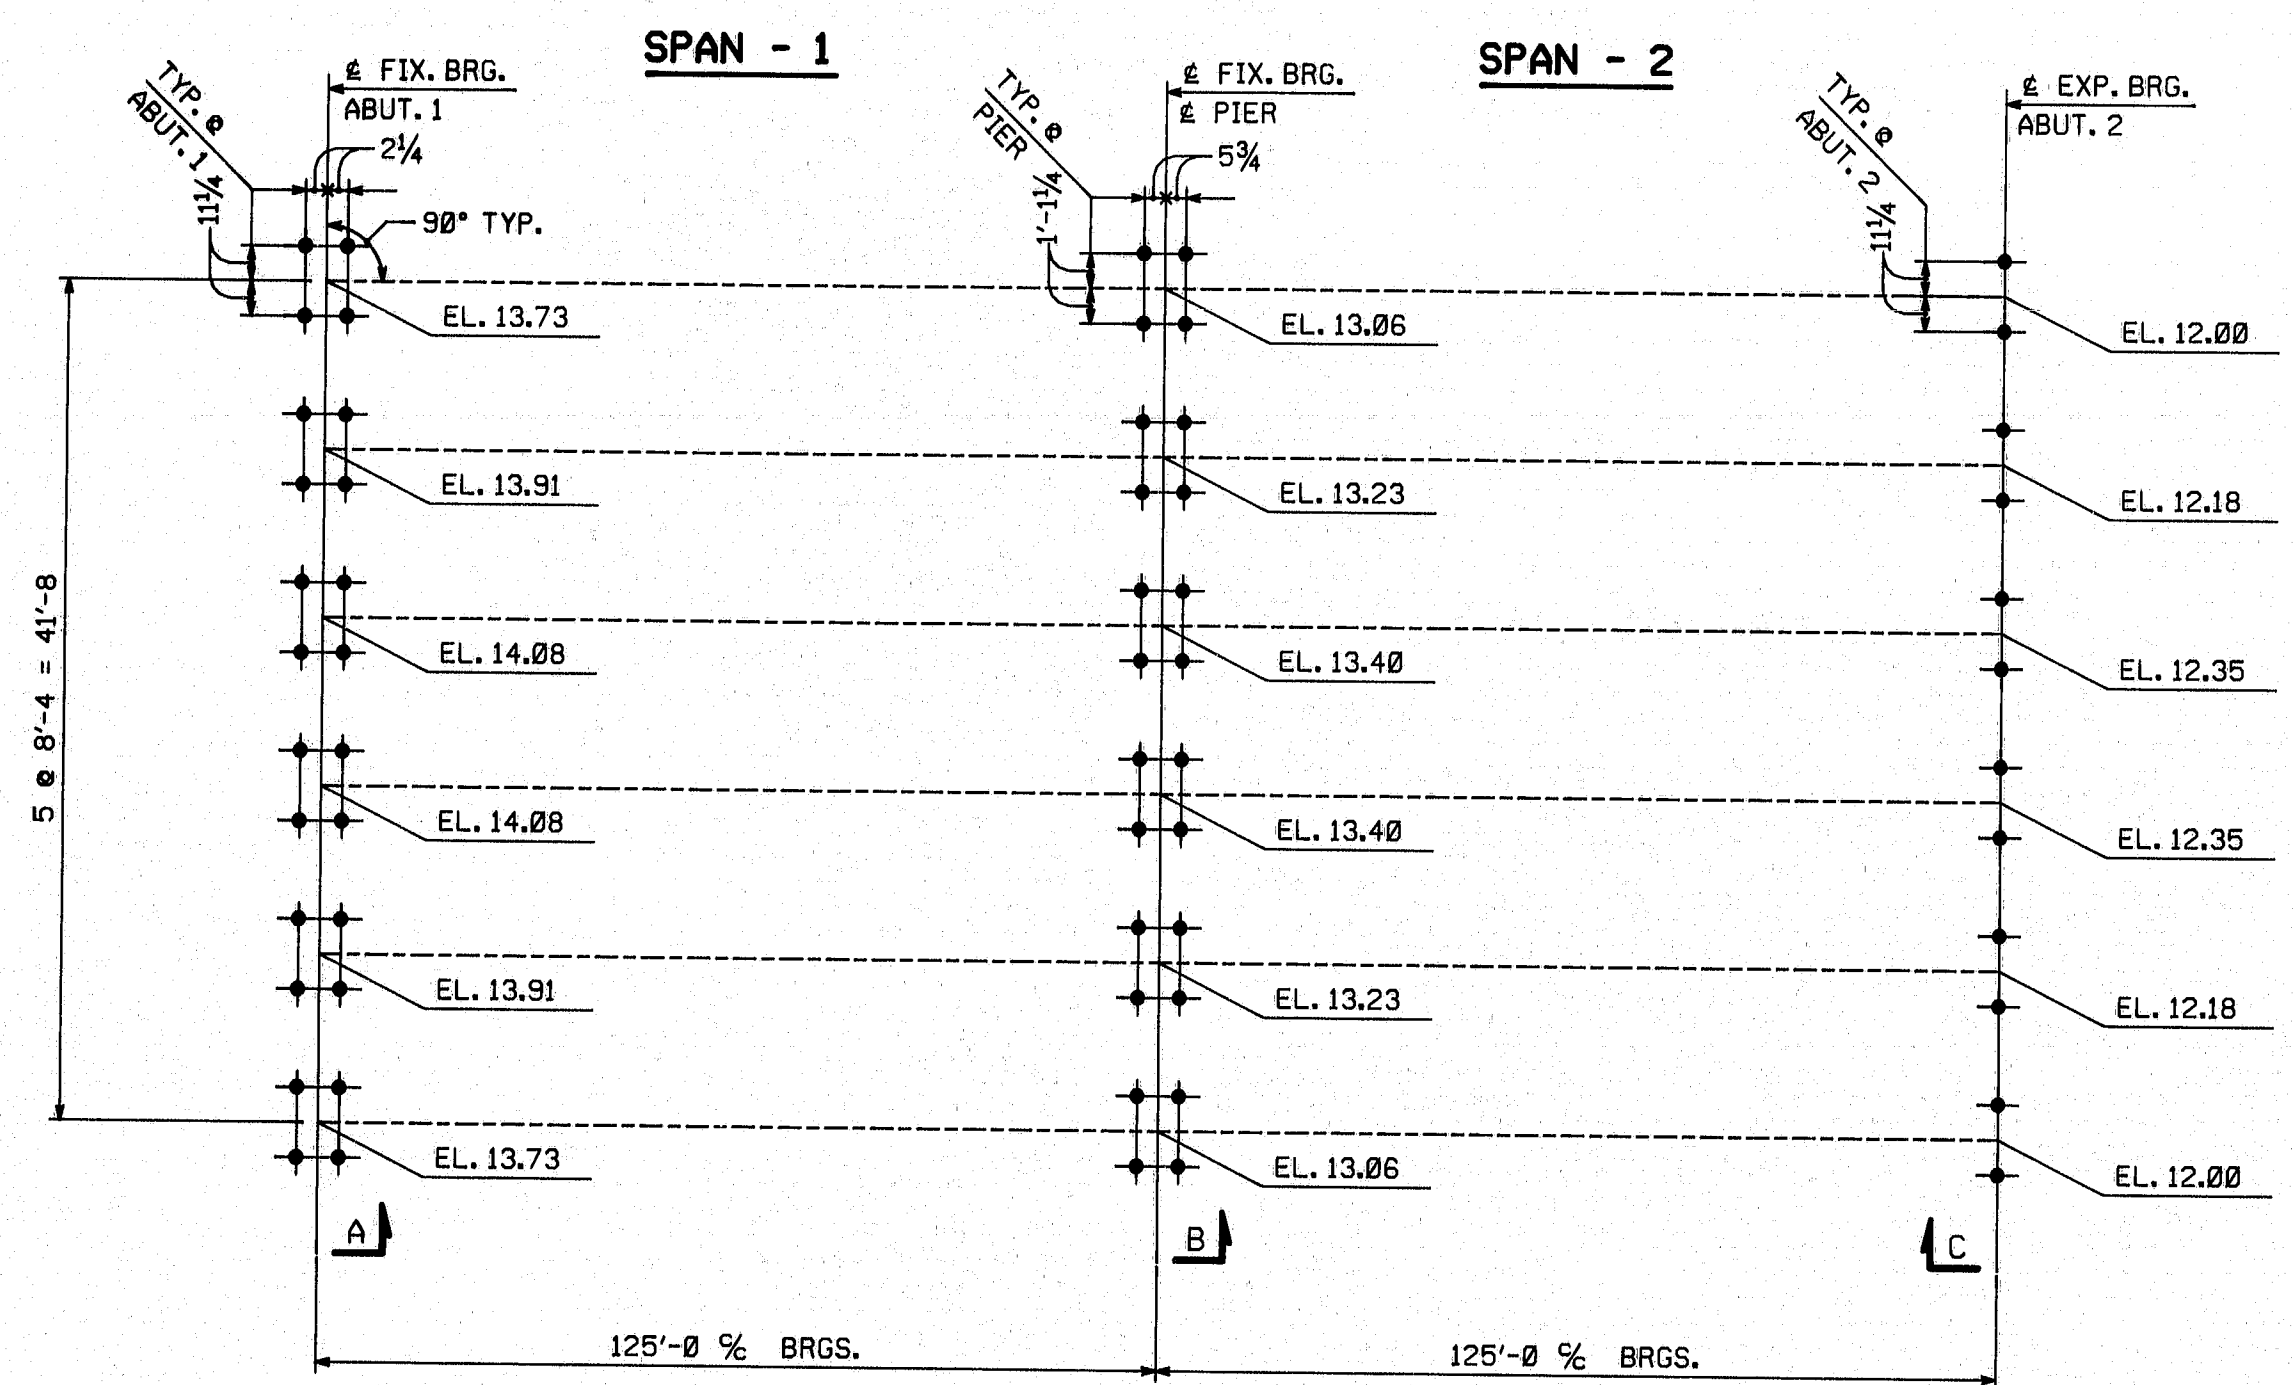 SPAN - 1
SPAN - 2
TYP. @
ABUT. 1
℄ FIX. BRG.
ABUT. 1
2¼
11¼
90° TYP.
TYP. @
PIER
℄ FIX. BRG.
℄ PIER
5¾
1'-1¼
TYP. @
ABUT. 2
℄ EXP. BRG.
ABUT. 2
11¼
EL. 13.73
EL. 13.06
EL. 12.00
EL. 13.91
EL. 13.23
EL. 12.18
EL. 14.08
EL. 13.40
EL. 12.35
5 @ 8'-4 = 41'-8
EL. 14.08
EL. 13.40
EL. 12.35
EL. 13.91
EL. 13.23
EL. 12.18
EL. 13.73
EL. 13.06
EL. 12.00
A
B
C
125'-0 C/C BRGS.
125'-0 C/C BRGS.